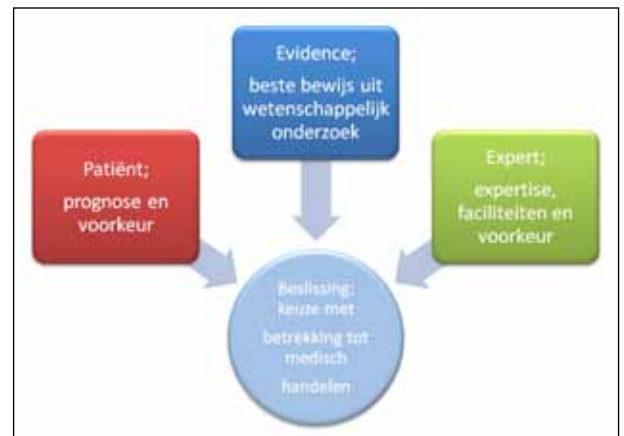 Evidence;
beste bewijs uit
wetenschappelijk
onderzoek
Patiënt;
prognose en
voorkeur
Expert;
expertise,
faciliteiten en
voorkeur
Beslissing;
keuze met
betrekking tot
medisch
handelen